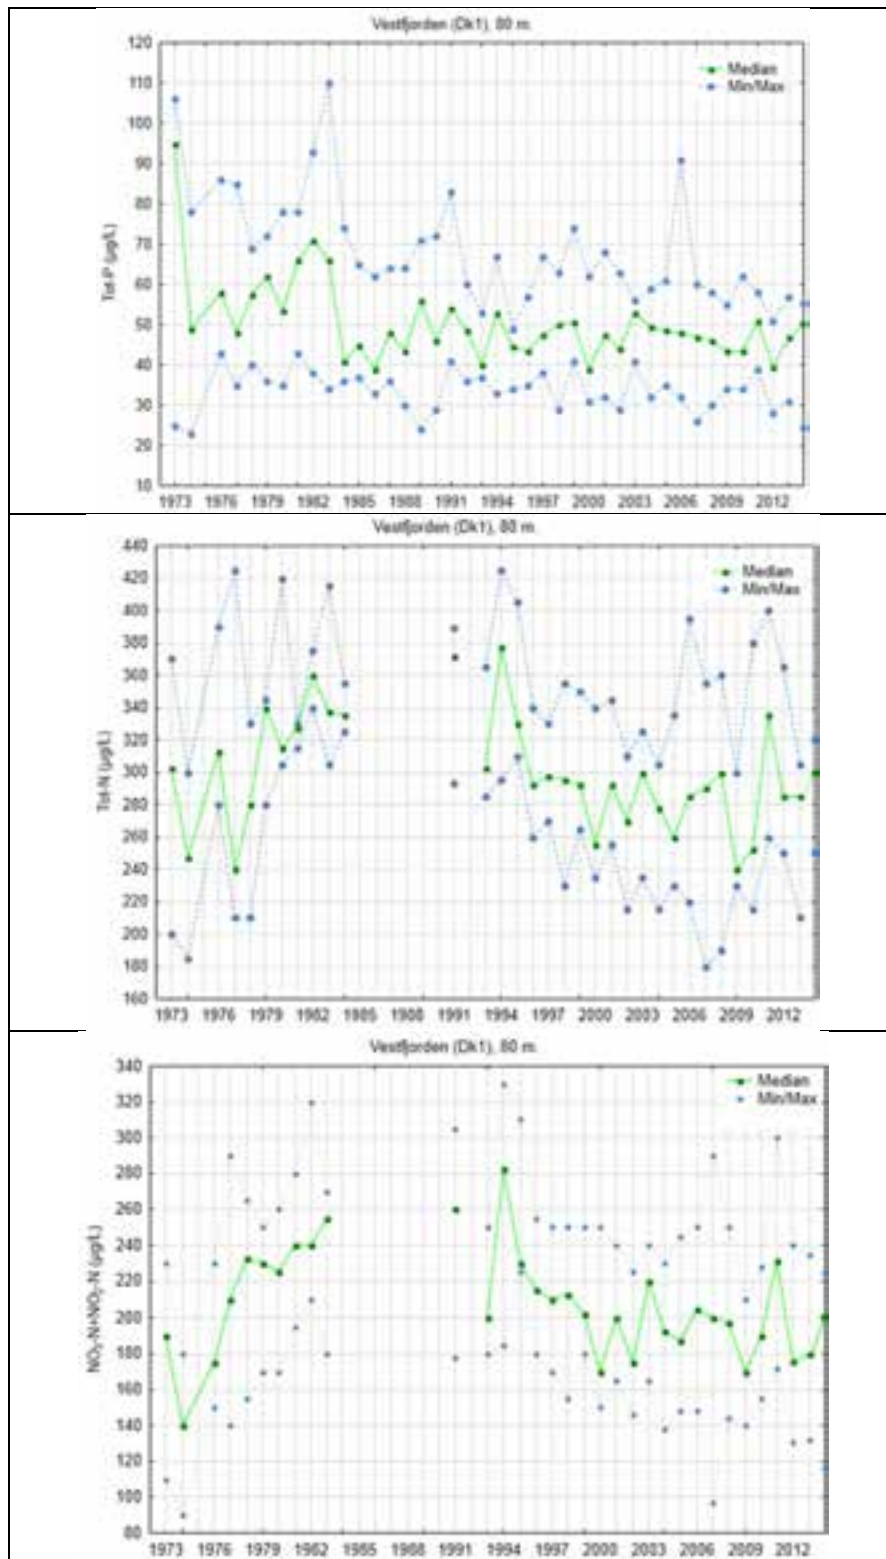 Vestfjorden (Dk1), 80 m.
120
110
100
90
80
70
60
50
40
30
20
10
Tot-P (µg/L)
Median
Min/Max
1973 1976 1979 1982 1985 1988 1991 1994 1997 2000 2003 2006 2009 2012
Vestfjorden (Dk1), 80 m.
440
420
400
380
360
340
320
300
280
260
240
220
200
180
160
Tot-N (µg/L)
Median
Min/Max
1973 1976 1979 1982 1985 1988 1991 1994 1997 2000 2003 2006 2009 2012
Vestfjorden (Dk1), 80 m.
340
320
300
280
260
240
220
200
180
160
140
120
100
80
NO₃-N+NO₂-N (µg/L)
Median
Min/Max
1973 1976 1979 1982 1985 1988 1991 1994 1997 2000 2003 2006 2009 2012